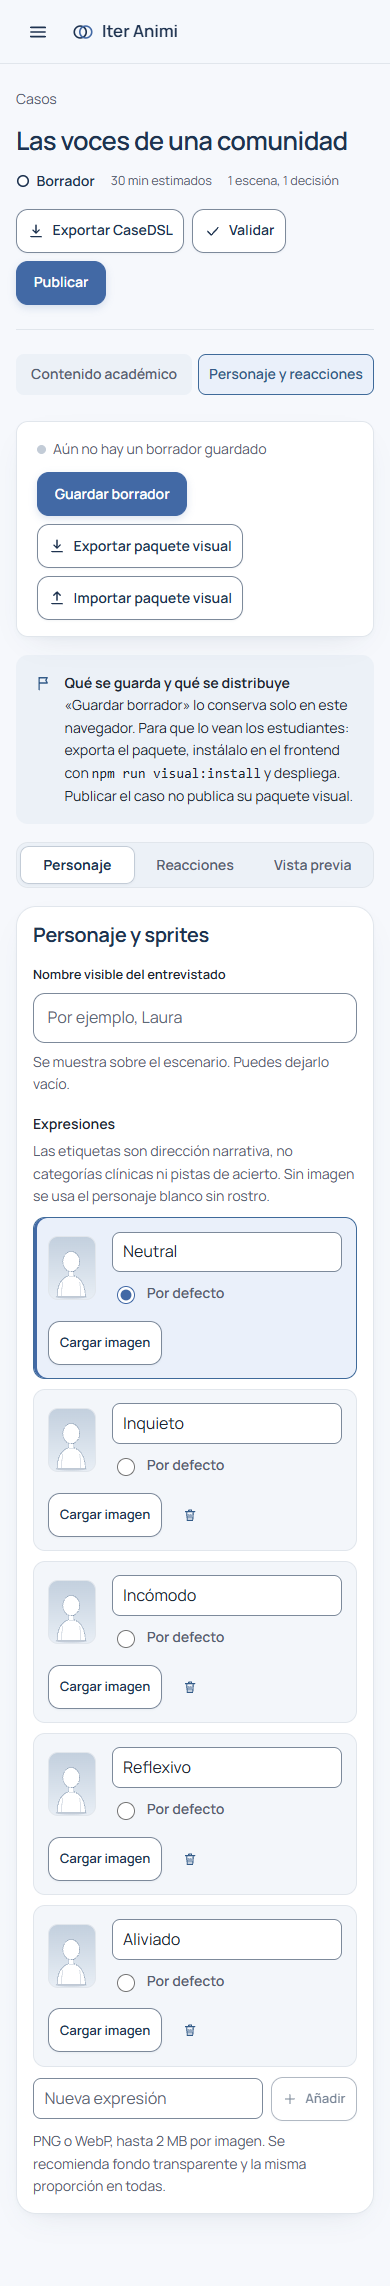 Iter Animi
Casos
Las voces de una comunidad
Borrador 30 min estimados 1 escena, 1 decisión
Exportar CaseDSL Validar
Publicar
Contenido académico Personaje y reacciones
Aún no hay un borrador guardado
Guardar borrador
Exportar paquete visual
Importar paquete visual
Qué se guarda y qué se distribuye
«Guardar borrador» lo conserva solo en este
navegador. Para que lo vean los estudiantes:
exporta el paquete, instálalo en el frontend
con npm run visual:install y despliega.
Publicar el caso no publica su paquete visual.
Personaje Reacciones Vista previa
Personaje y sprites
Nombre visible del entrevistado
Por ejemplo, Laura
Se muestra sobre el escenario. Puedes dejarlo
vacío.
Expresiones
Las etiquetas son dirección narrativa, no
categorías clínicas ni pistas de acierto. Sin imagen
se usa el personaje blanco sin rostro.
Neutral
Por defecto
Cargar imagen
Inquieto
Por defecto
Cargar imagen
Incómodo
Por defecto
Cargar imagen
Reflexivo
Por defecto
Cargar imagen
Aliviado
Por defecto
Cargar imagen
Nueva expresión Añadir
PNG o WebP, hasta 2 MB por imagen. Se
recomienda fondo transparente y la misma
proporción en todas.